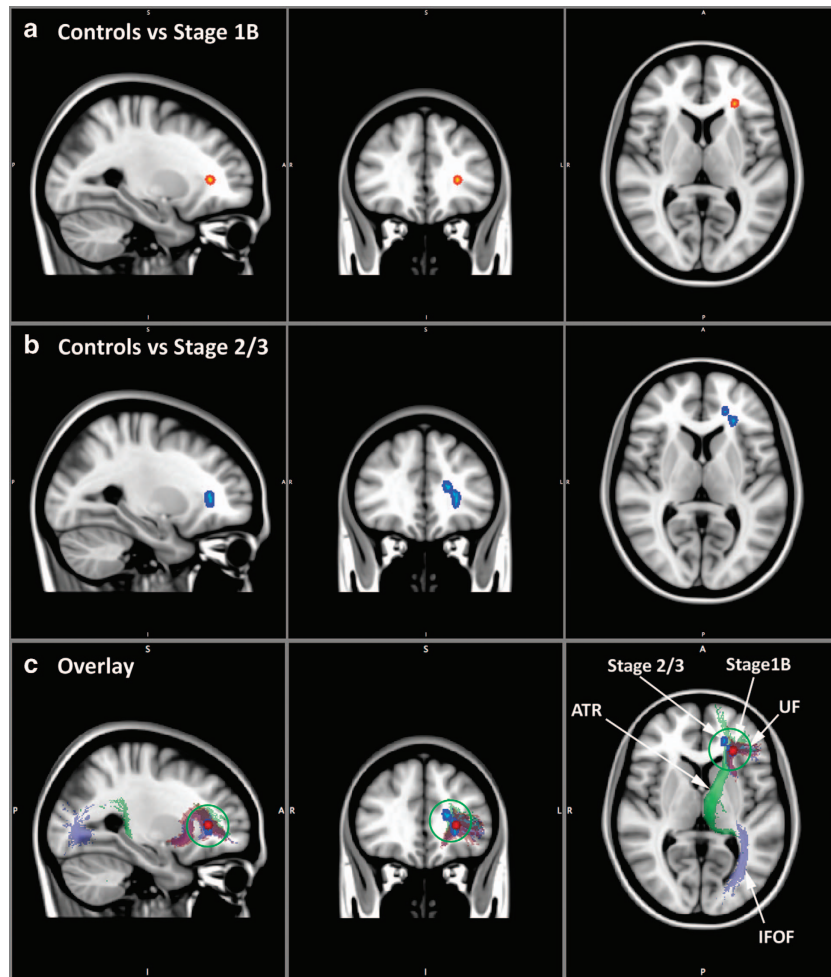 S
A
a Controls vs Stage 1B
P
A
R
L
R
I
I
P
S
S
A
b Controls vs Stage 2/3
P
A
R
L
R
I
I
P
c Overlay
S
S
A
Stage 2/3
Stage1B
ATR
UF
P
A
R
L
R
IFOF
I
I
P